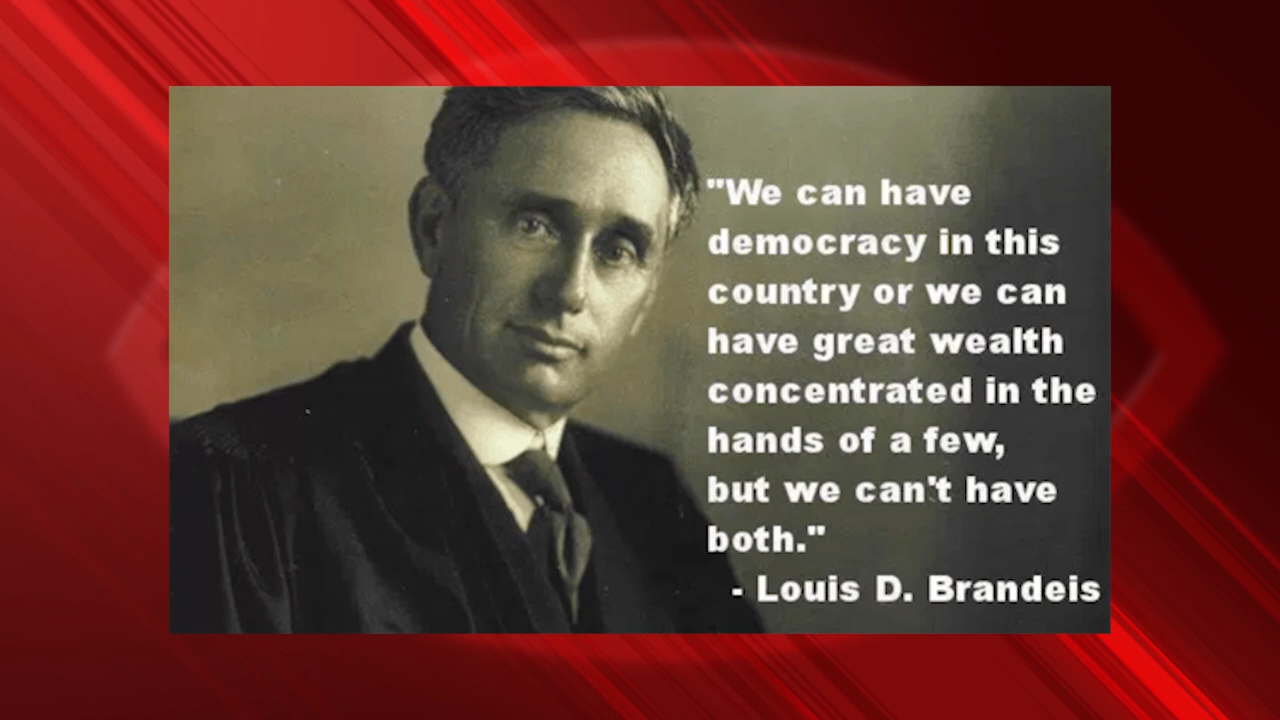 "We can have
democracy in this
country or we can
have great wealth
concentrated in the
hands of a few,
but we can't have
both."
- Louis D. Brandeis